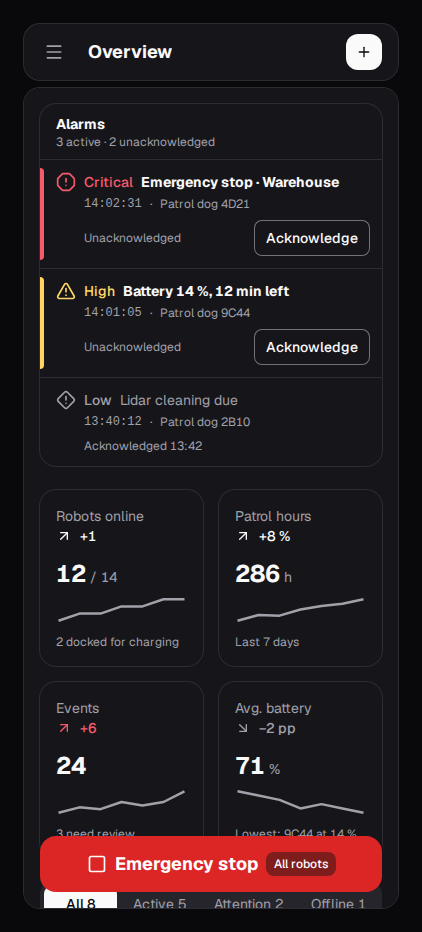 Overview
Alarms
3 active · 2 unacknowledged
Critical Emergency stop · Warehouse
14:02:31 · Patrol dog 4D21
Unacknowledged Acknowledge
High Battery 14 %, 12 min left
14:01:05 · Patrol dog 9C44
Unacknowledged Acknowledge
Low Lidar cleaning due
13:40:12 · Patrol dog 2B10
Acknowledged 13:42
Robots online
+1
12 / 14
2 docked for charging
Patrol hours
+8 %
286 h
Last 7 days
Events
+6
24
3 need review
Avg. battery
−2 pp
71 %
Lowest: 9C44 at 14 %
Emergency stop All robots
All 8 Active 5 Attention 2 Offline 1